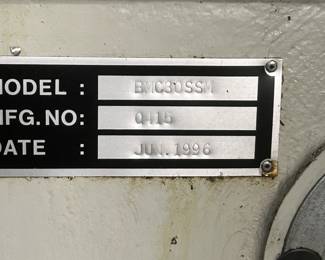 MODEL : BMC30SSM
MFG. NO: Q115
DATE : JUN. 1996